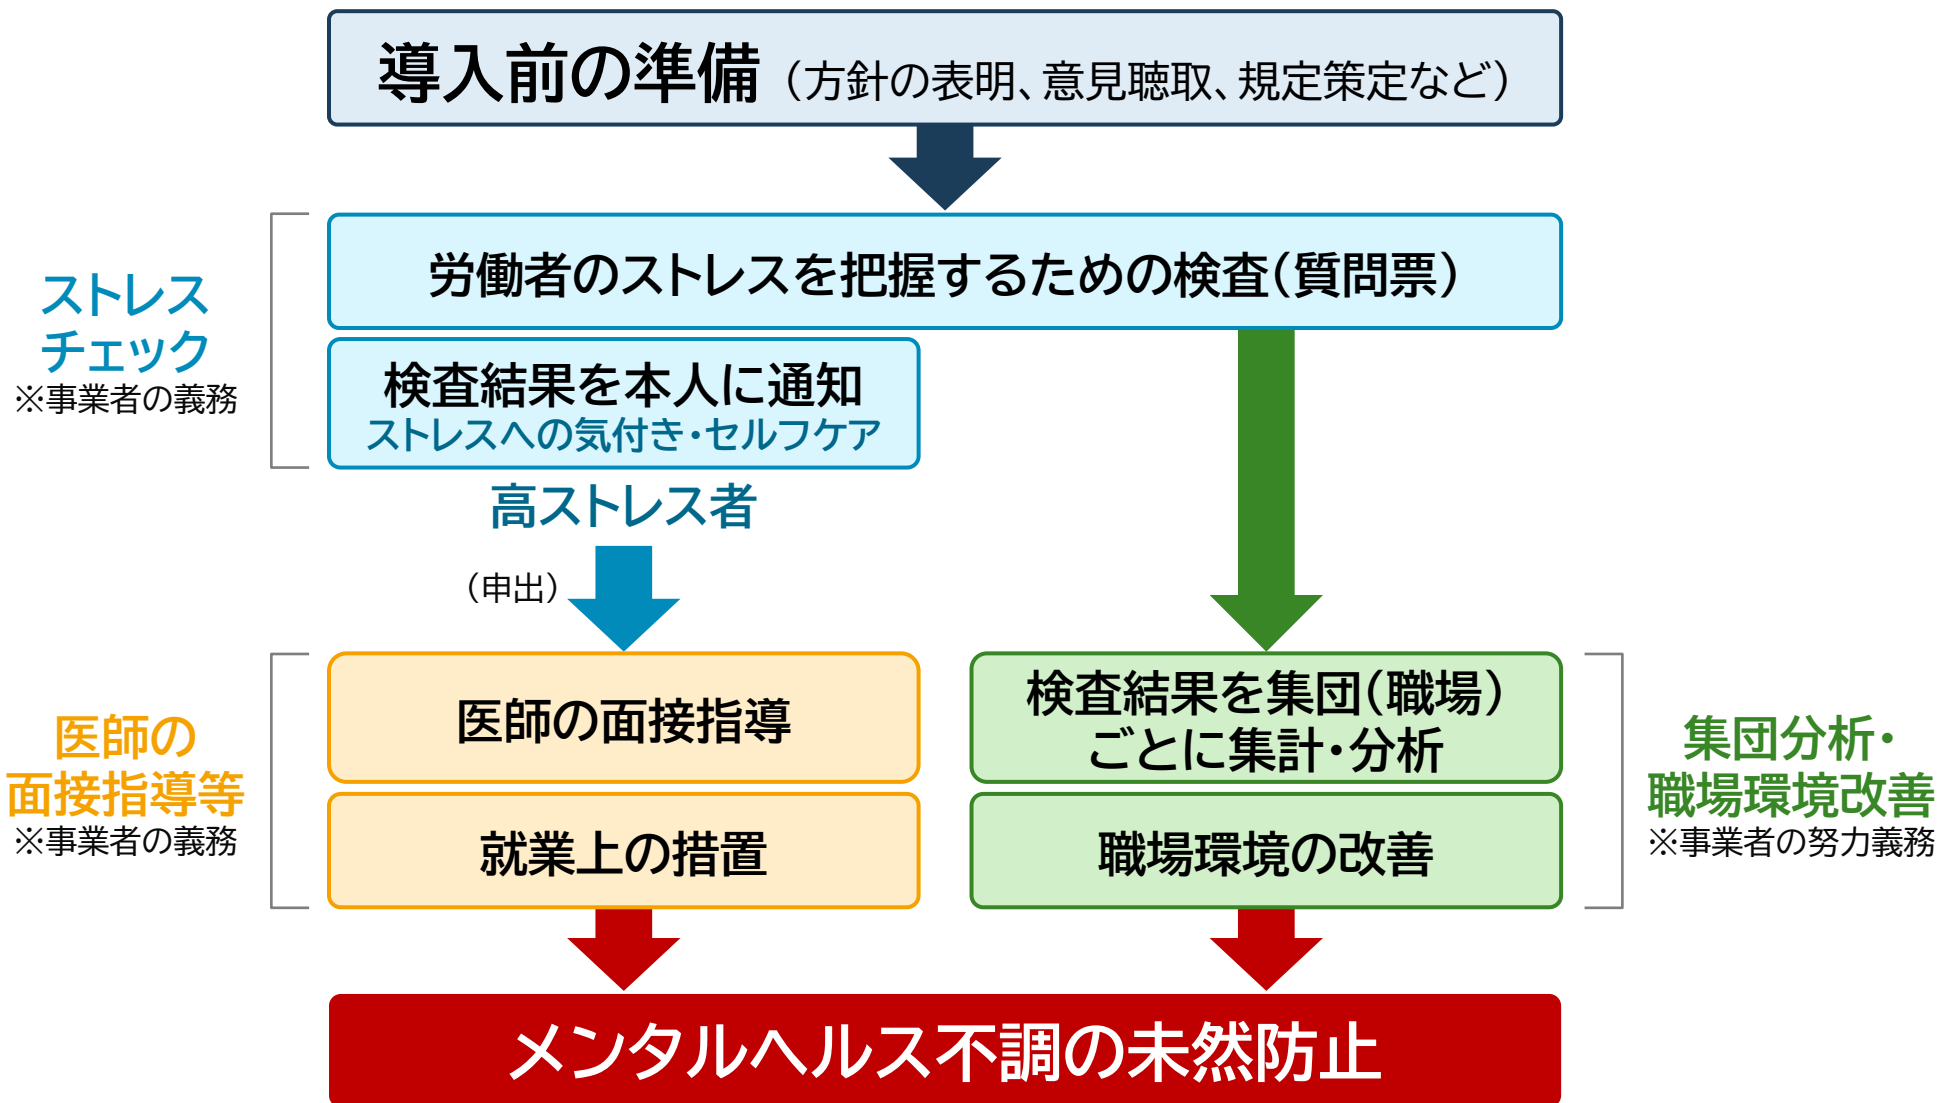 導入前の準備（方針の表明、意見聴取、規定策定など）
ストレス
チェック
※事業者の義務
労働者のストレスを把握するための検査（質問票）
検査結果を本人に通知
ストレスへの気付き・セルフケア
高ストレス者
（申出）
医師の
面接指導等
※事業者の義務
医師の面接指導
就業上の措置
検査結果を集団（職場）
ごとに集計・分析
職場環境の改善
集団分析・
職場環境改善
※事業者の努力義務
メンタルヘルス不調の未然防止